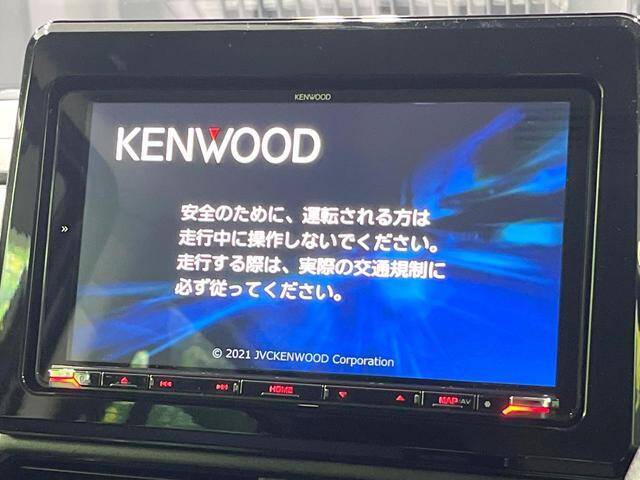 KENWOOD
KENWOOD
安全のために、運転される方は
走行中に操作しないでください。
走行する際は、実際の交通規制に
必ず従ってください。
© 2021 JVCKENWOOD Corporation
HOME
MAP/AV